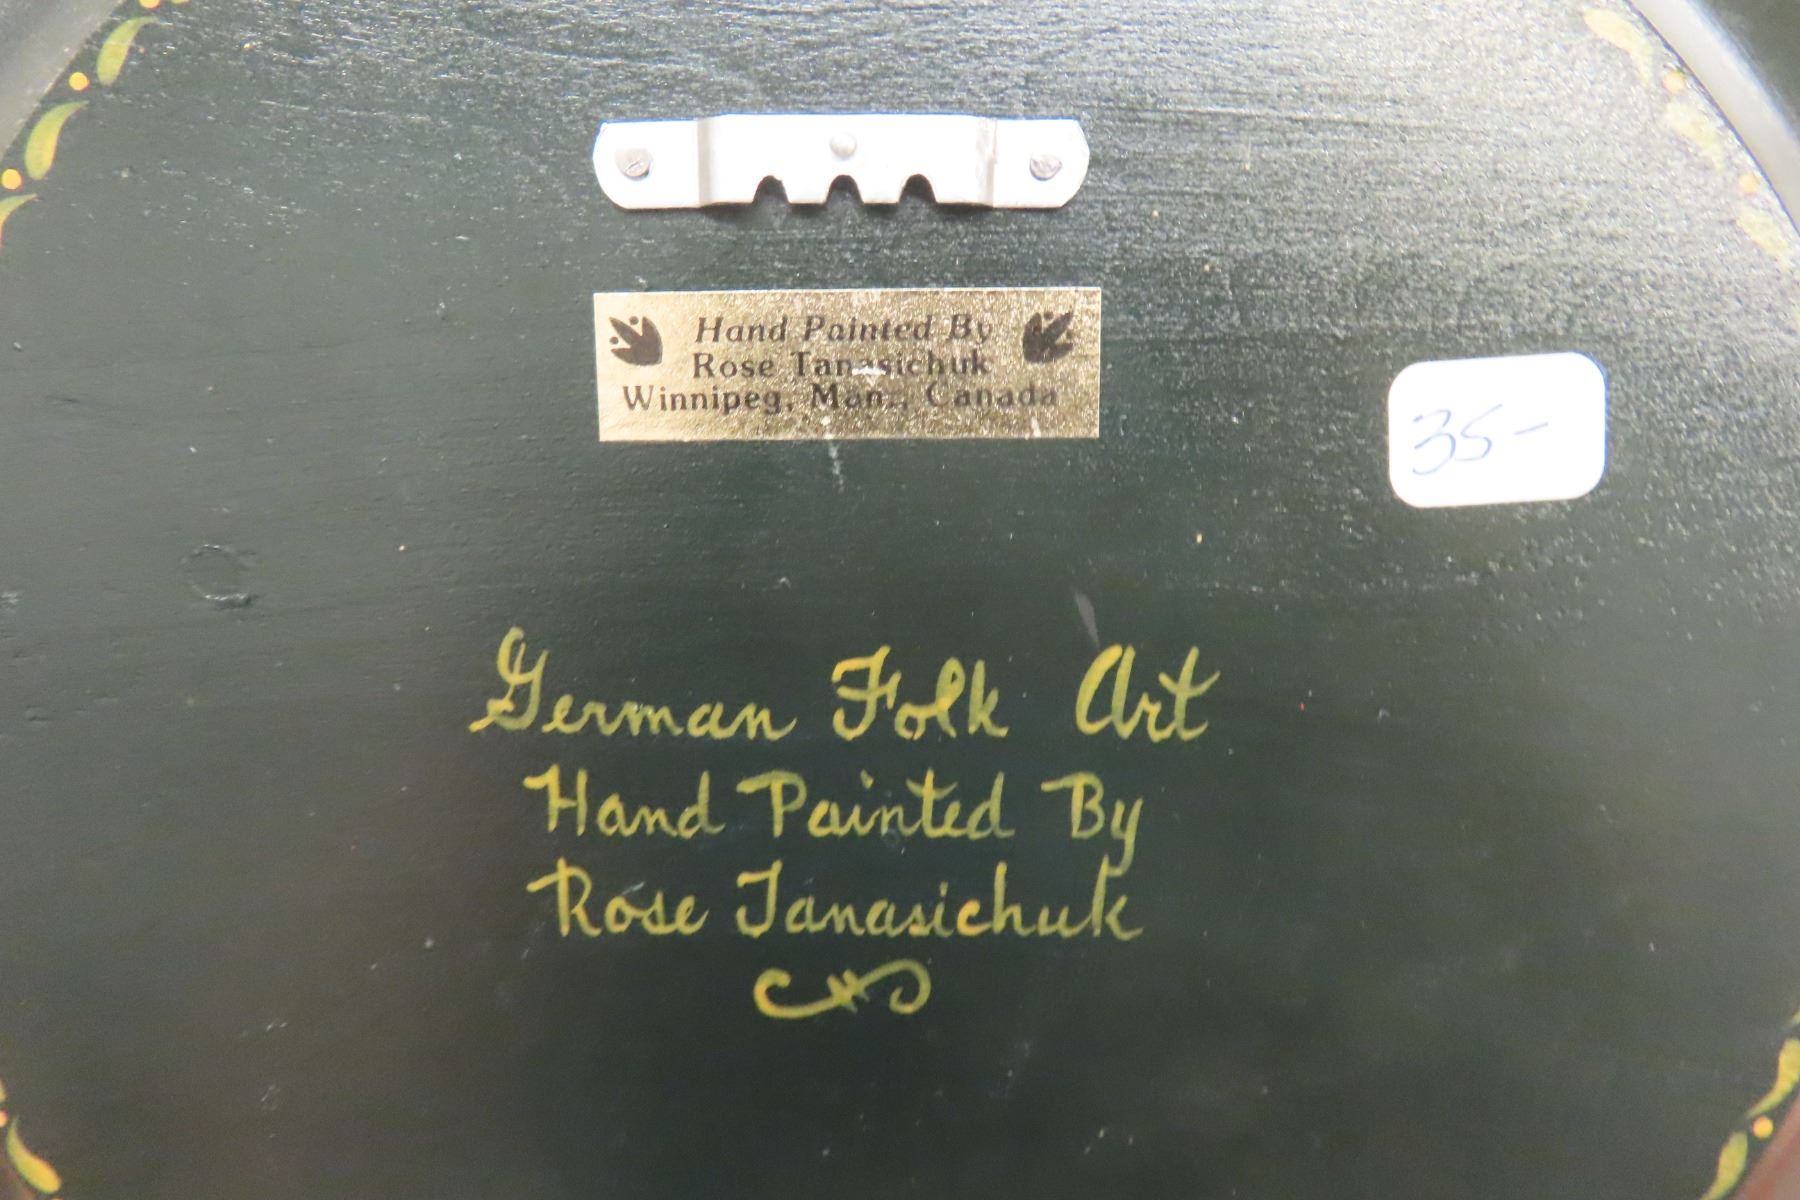 Hand Painted By
Rose Tanasichuk
Winnipeg, Man., Canada
35-
German Folk Art
Hand Painted By
Rose Tanasichuk